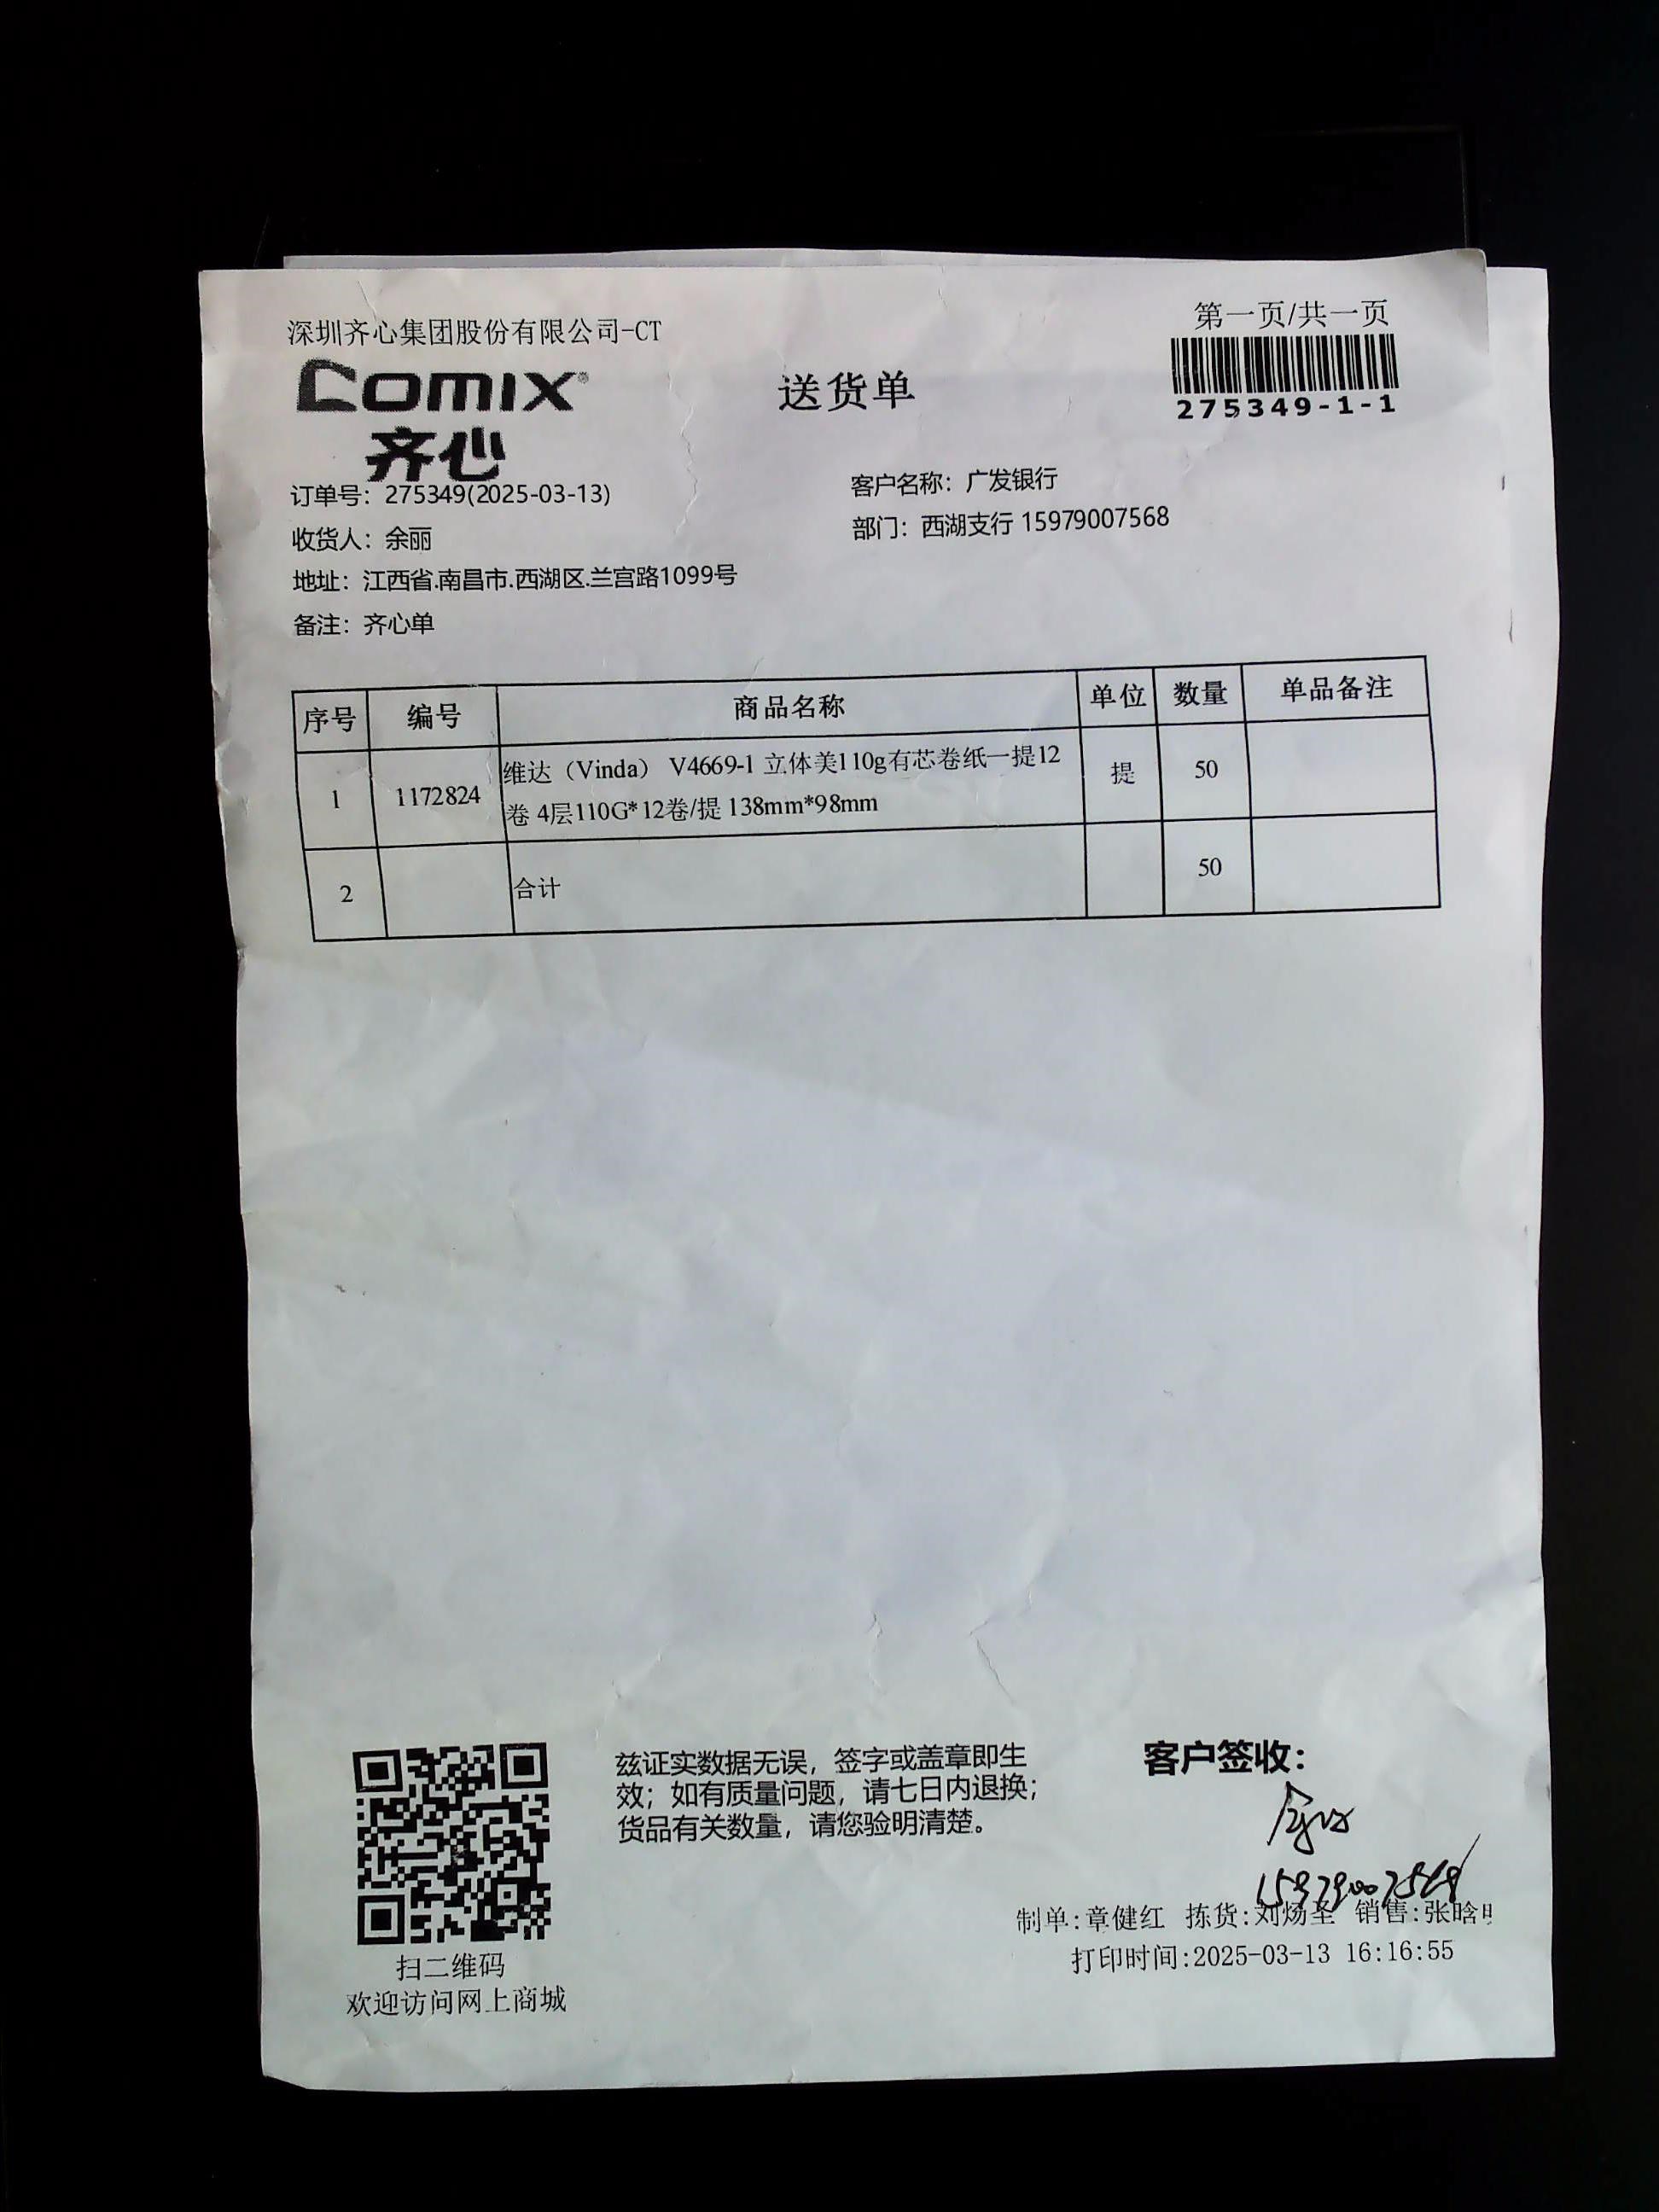 第一页/共一页
深圳齐心集团股份有限公司-CT
comix®
齐心
送货单
275349-1-1
订单号：275349(2025-03-13)
客户名称：广发银行
收货人：余丽
部门：西湖支行 15979007568
地址：江西省.南昌市.西湖区.兰宫路1099号
备注：齐心单
序号 编号 商品名称 单位 数量 单品备注
1 1172824 维达（Vinda） V4669-1 立体美110g有芯卷纸一提12 提 50
卷 4层110G*12卷/提 138mm*98mm
2 合计 50
兹证实数据无误，签字或盖章即生
效；如有质量问题，请七日内退换；
货品有关数量，请您验明清楚。
客户签收：
15979007568
制单:章健红 拣货:刘炀圣 销售:张晗
打印时间:2025-03-13 16:16:55
扫二维码
欢迎访问网上商城